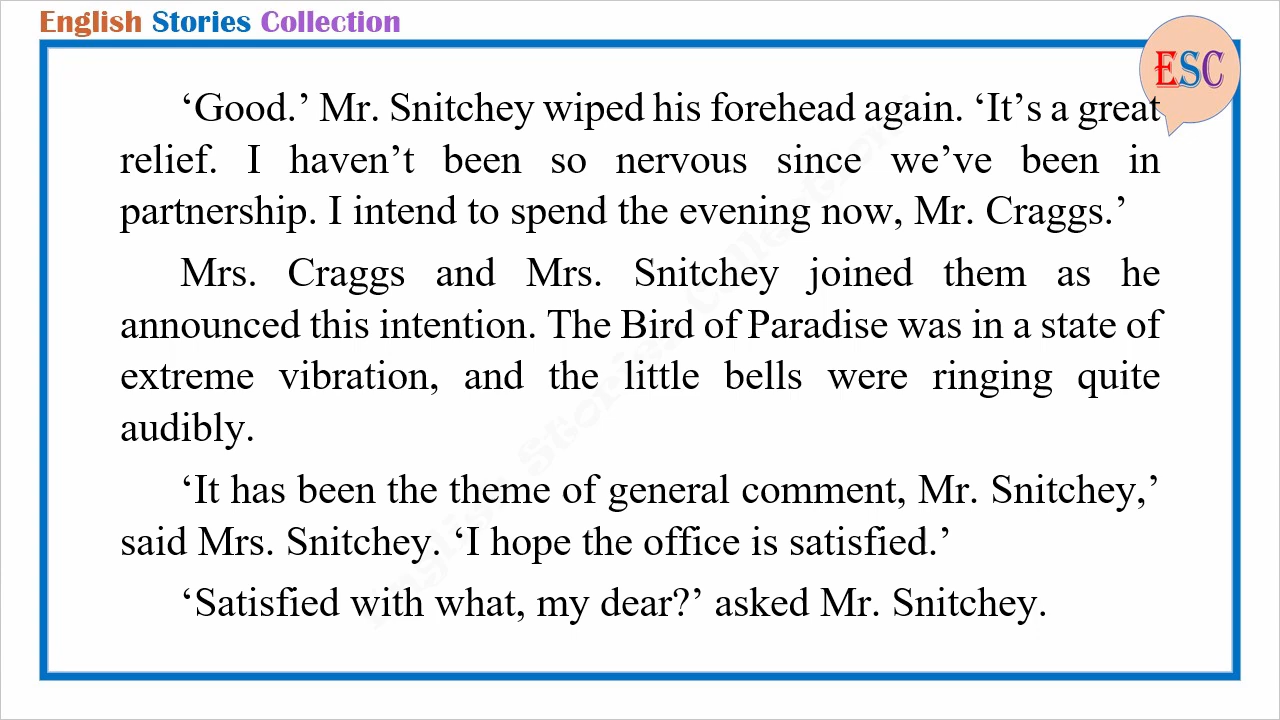 English Stories Collection
ESC
‘Good.’ Mr. Snitchey wiped his forehead again. ‘It’s a great
relief. I haven’t been so nervous since we’ve been in
partnership. I intend to spend the evening now, Mr. Craggs.’
Mrs. Craggs and Mrs. Snitchey joined them as he
announced this intention. The Bird of Paradise was in a state of
extreme vibration, and the little bells were ringing quite
audibly.
‘It has been the theme of general comment, Mr. Snitchey,’
said Mrs. Snitchey. ‘I hope the office is satisfied.’
‘Satisfied with what, my dear?’ asked Mr. Snitchey.
English Stories Collection